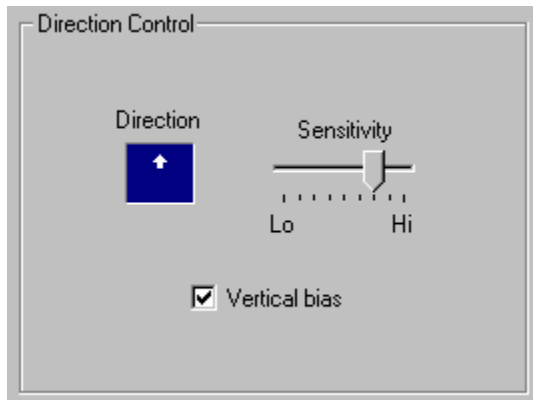 Direction Control
Direction
Sensitivity
Lo
Hi
Vertical bias